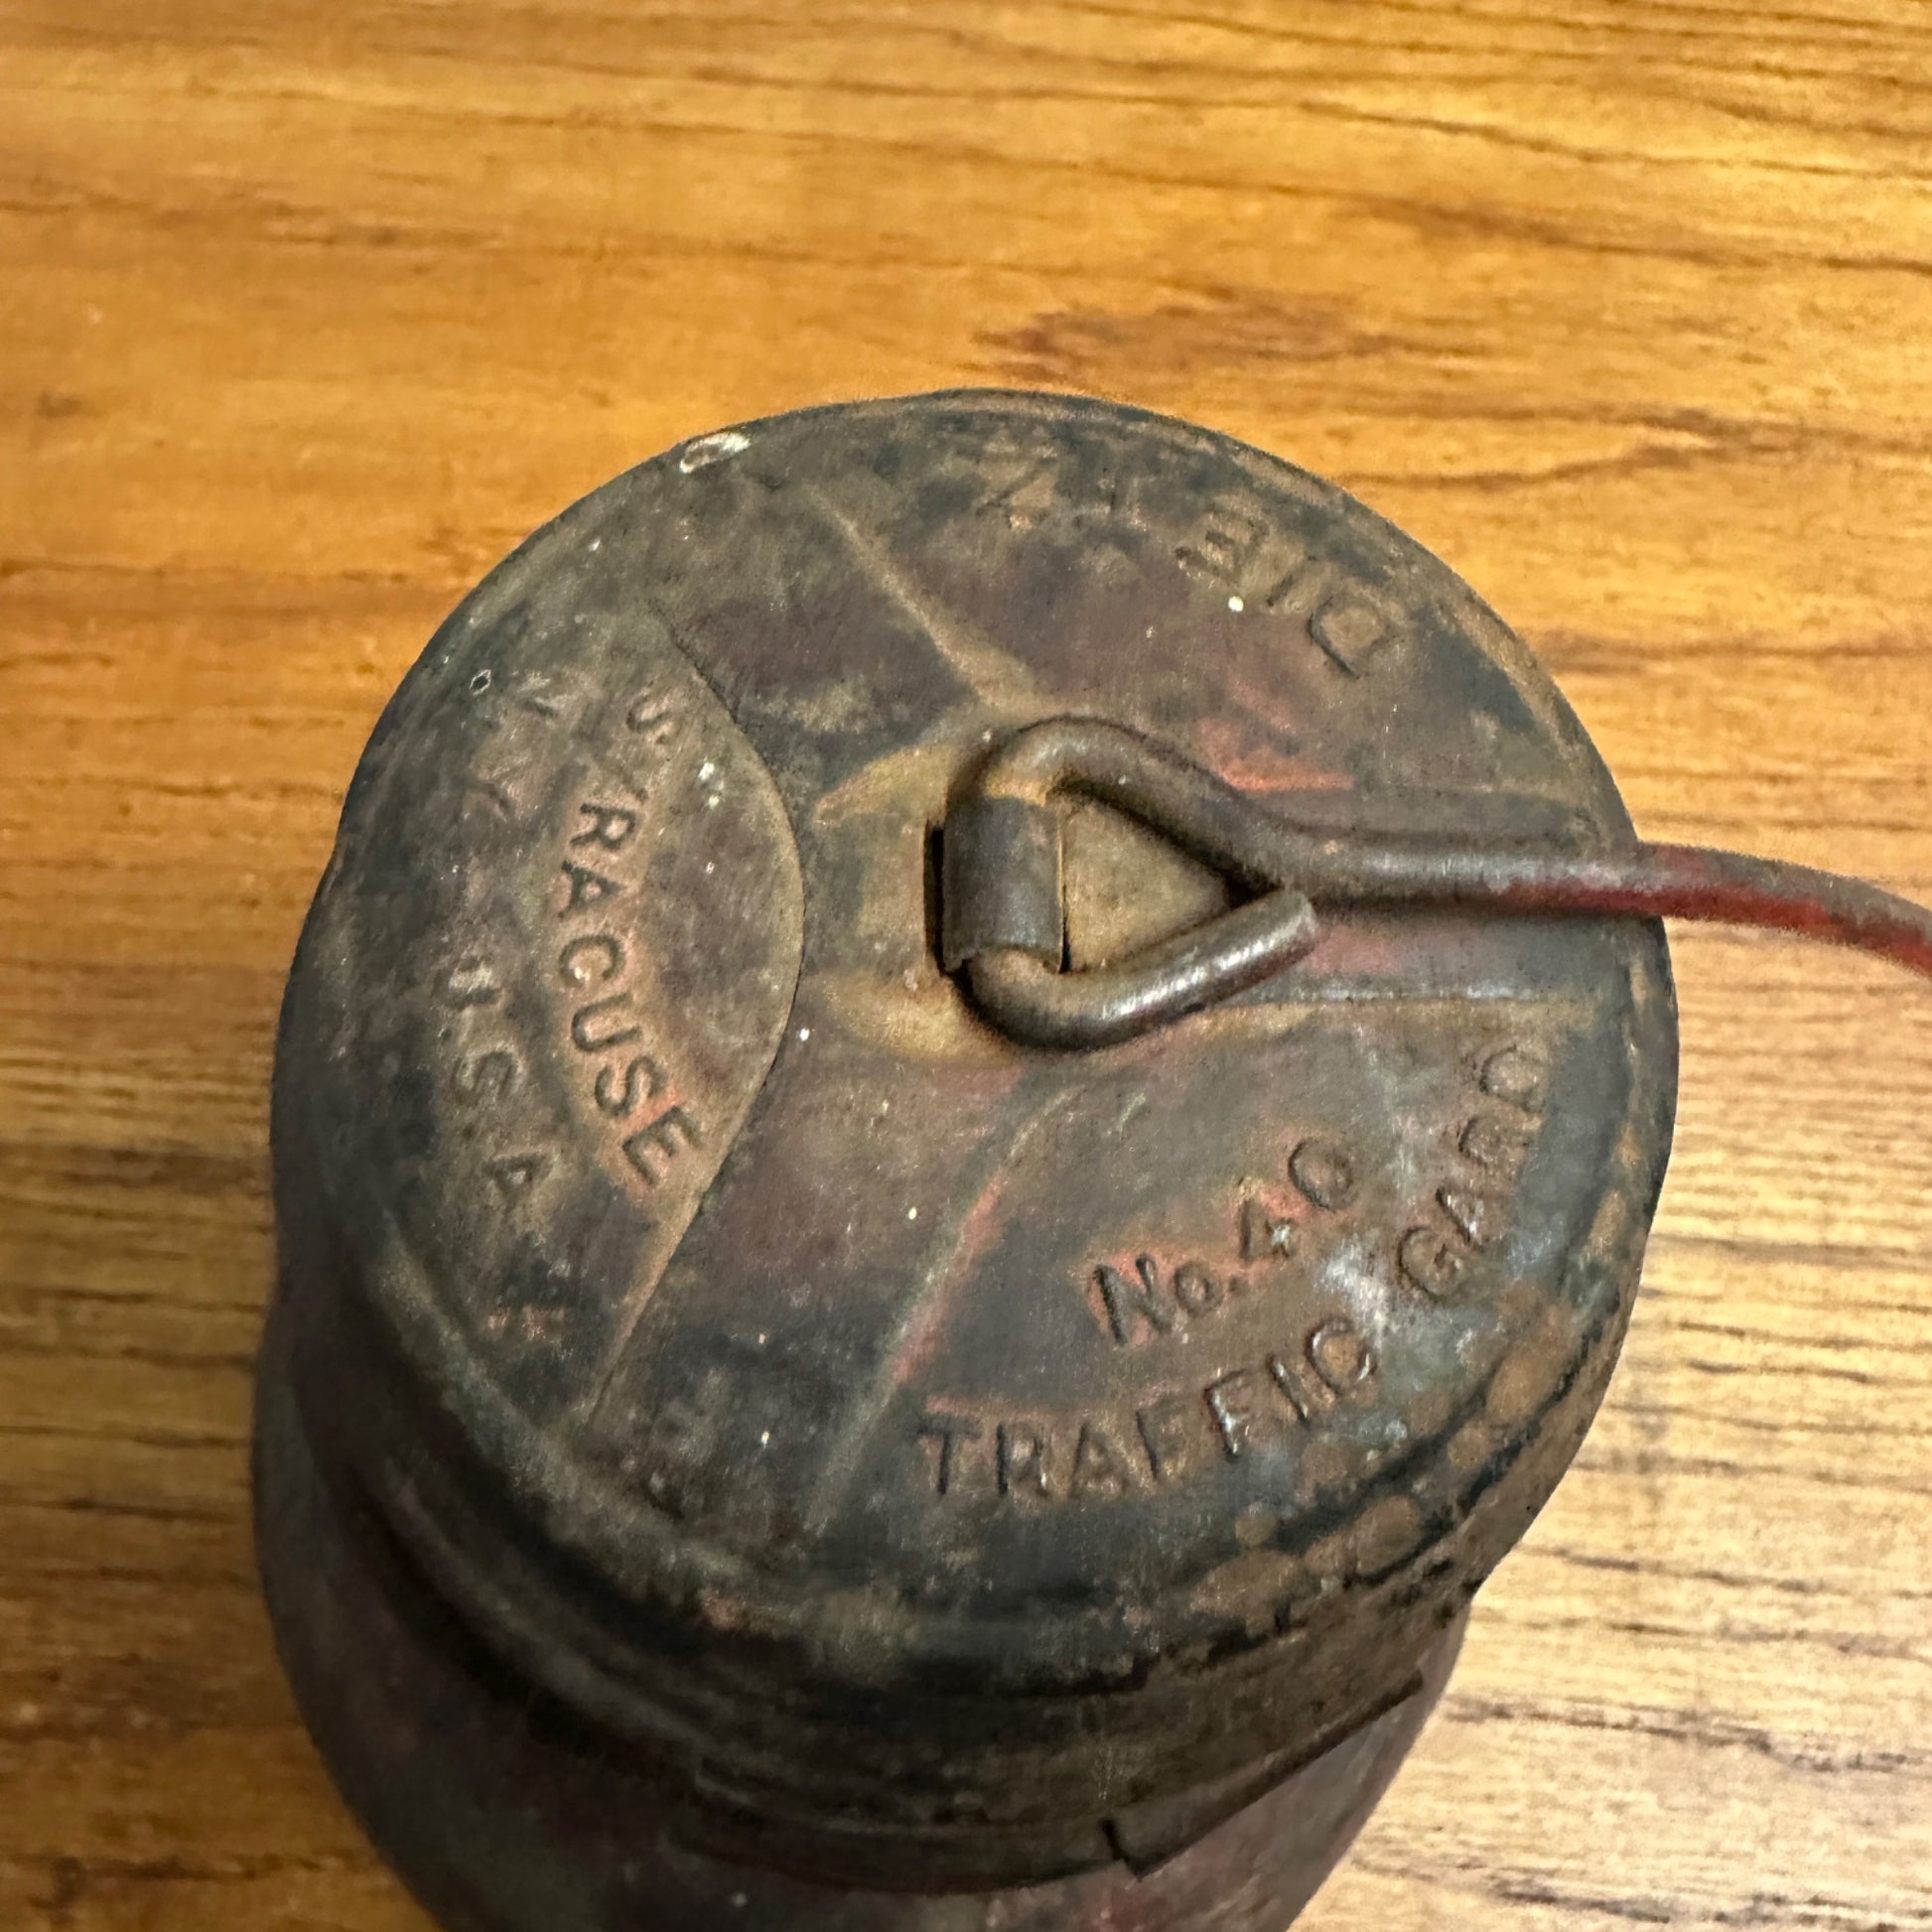 DIETZ
No. 40
TRAFFIC GARD
SYRACUSE
N.Y. U.S.A.